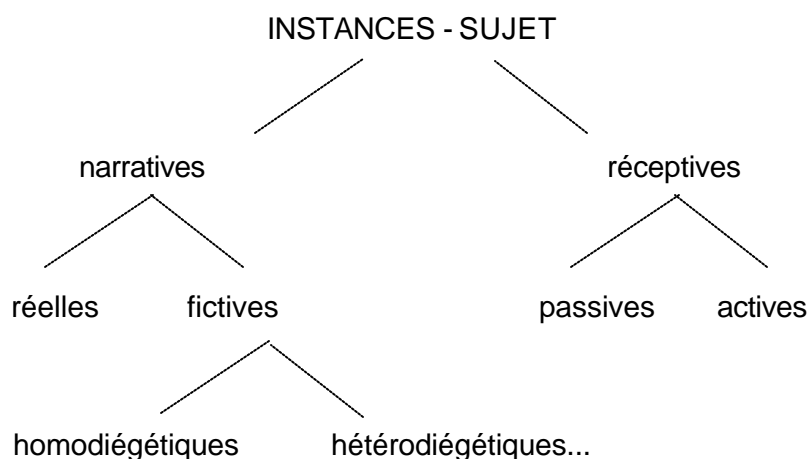 INSTANCES - SUJET
narratives réceptives
réelles fictives passives actives
homodiégétiques hétérodiégétiques...